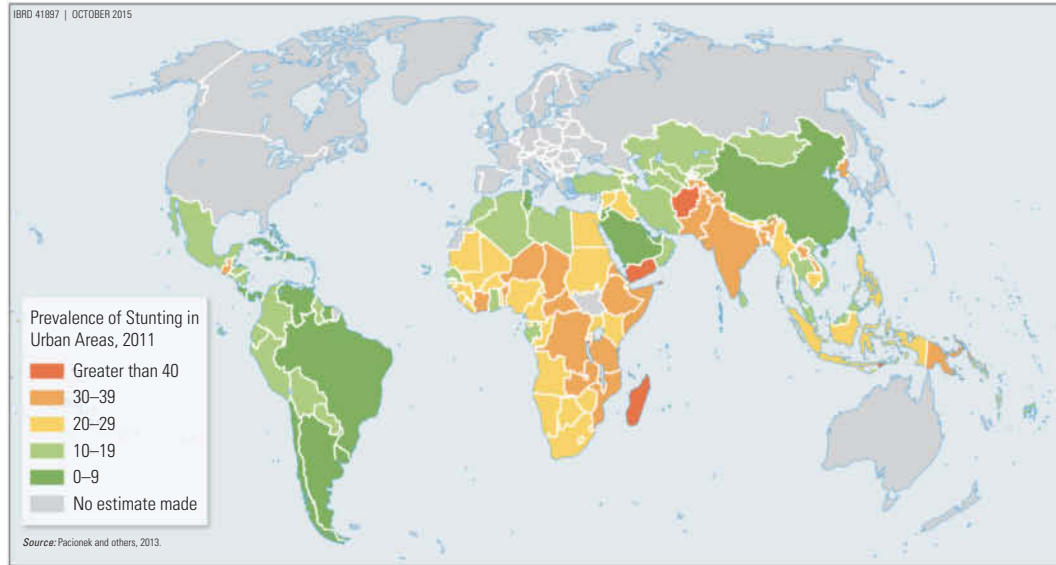 IBRD 41897 | OCTOBER 2015
Prevalence of Stunting in
Urban Areas, 2011
Greater than 40
30–39
20–29
10–19
0–9
No estimate made
Source: Paciorek and others, 2013.